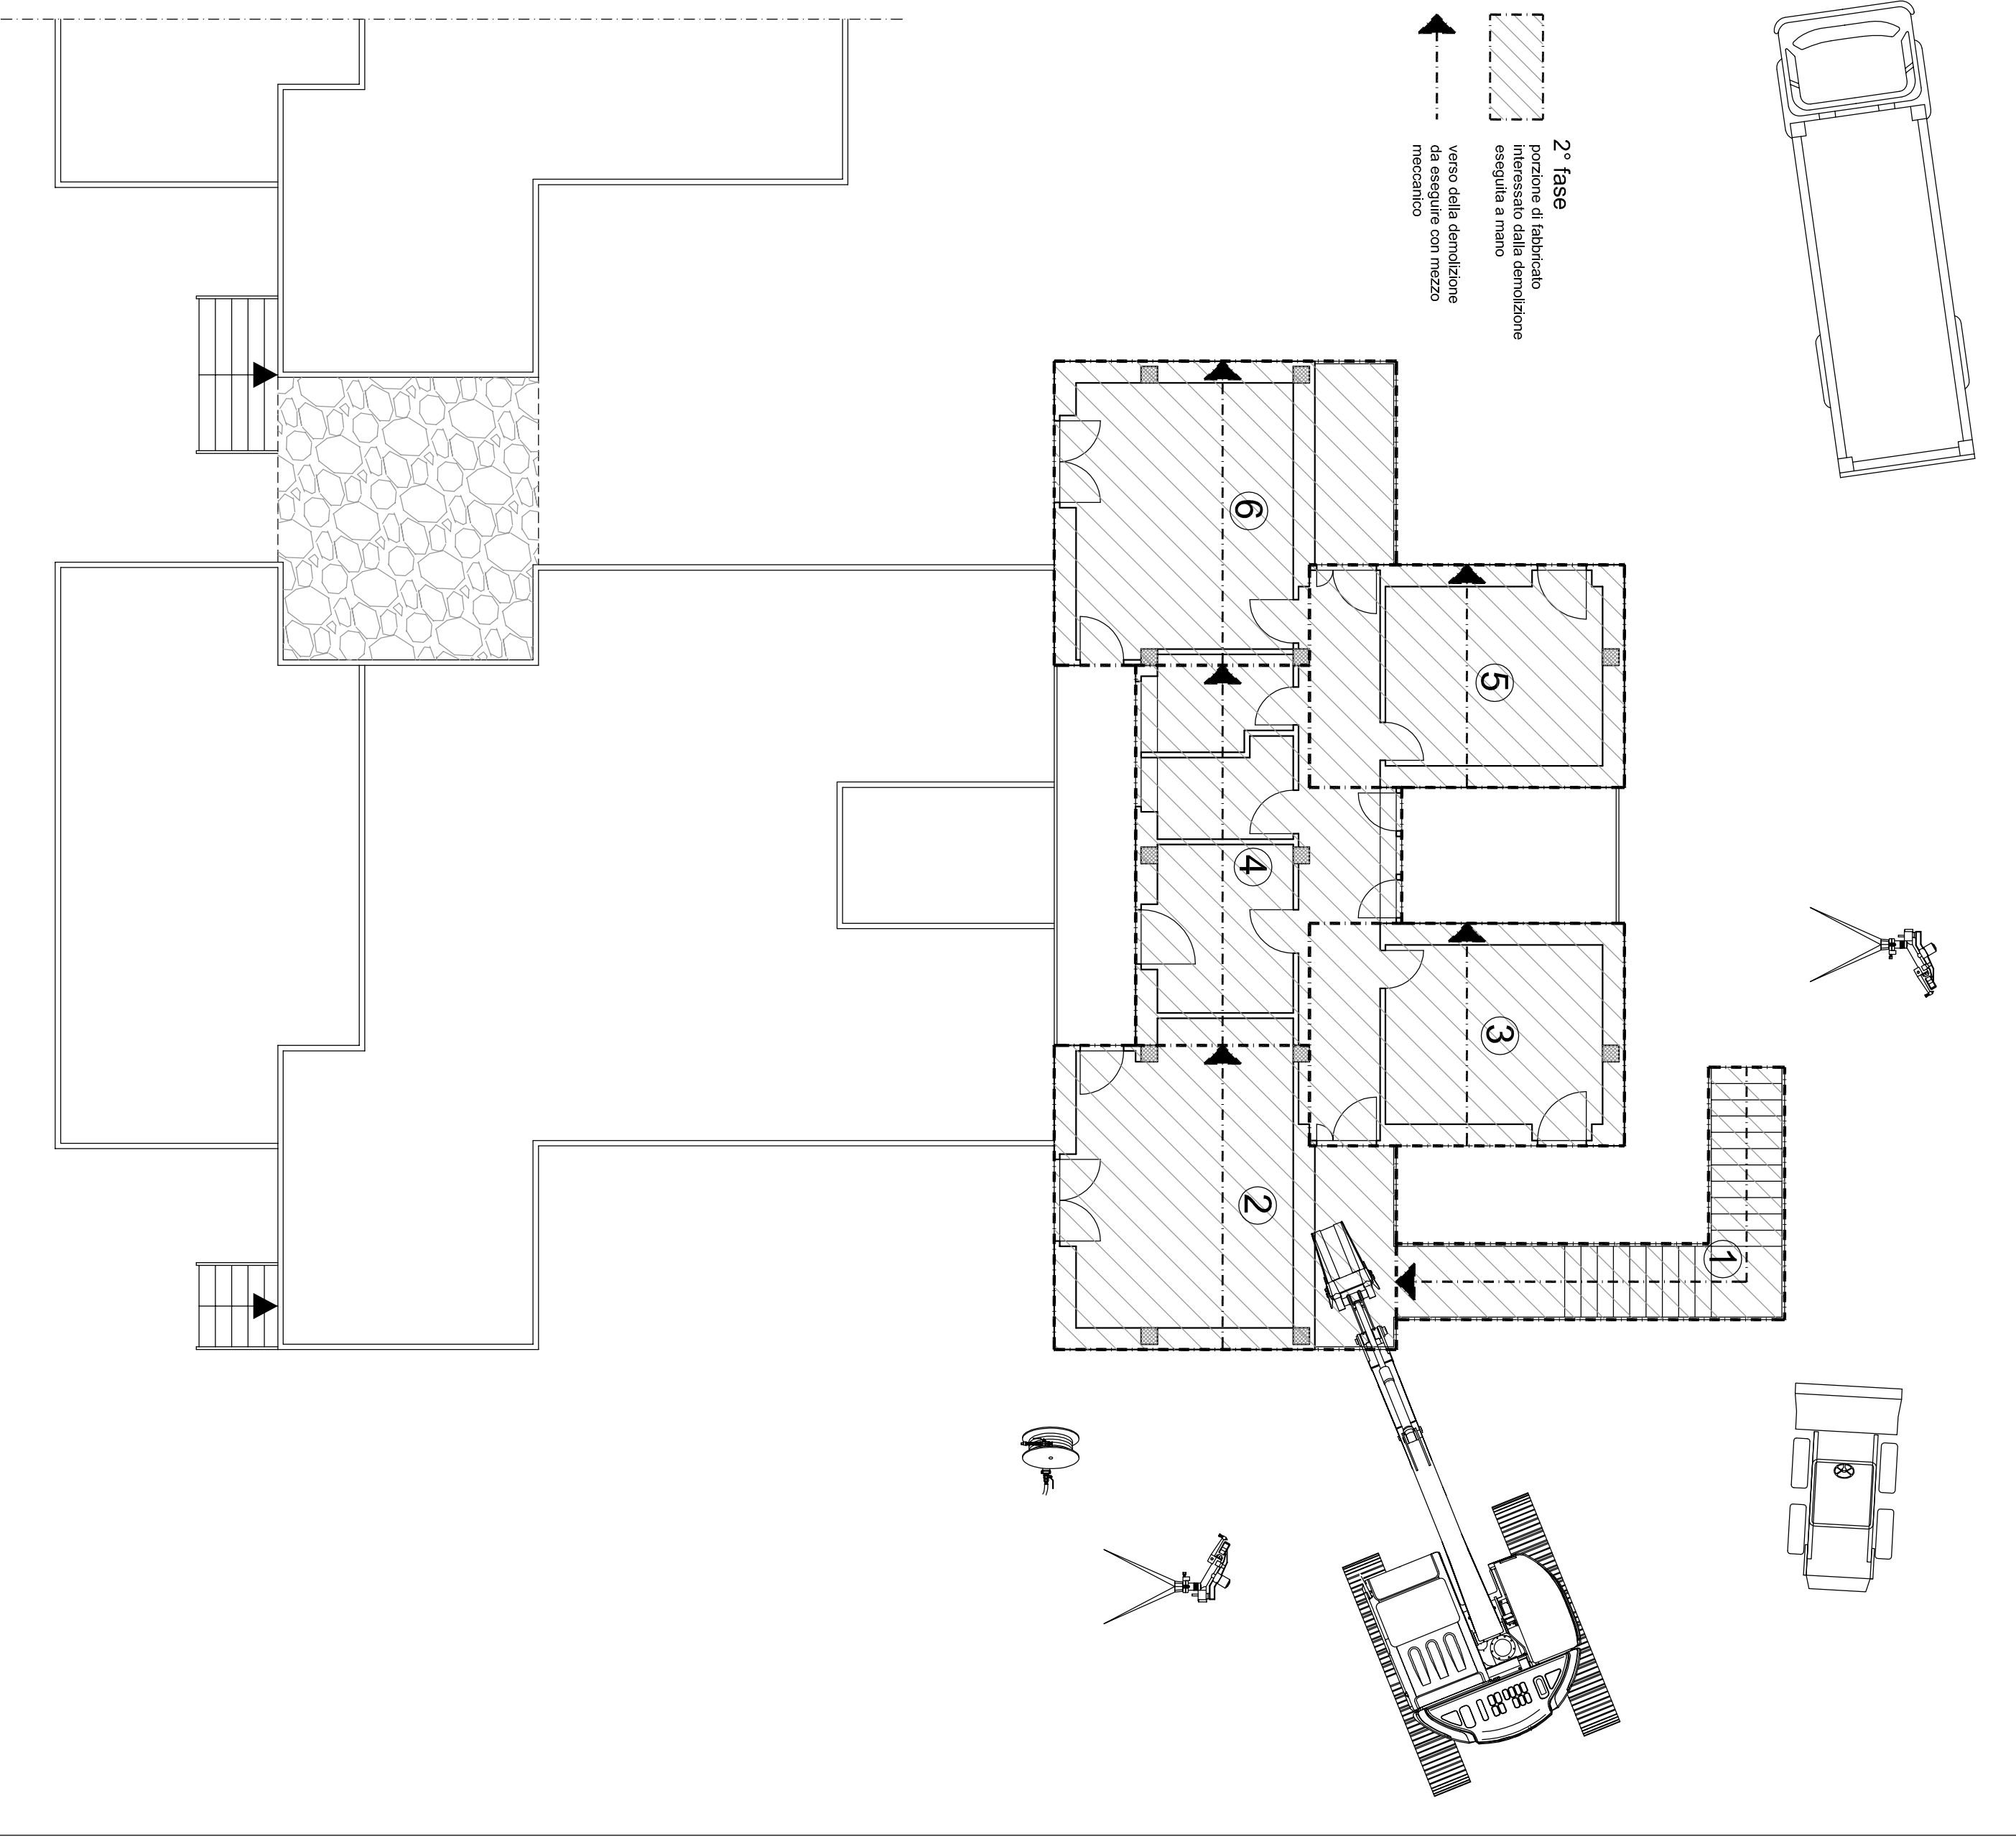 2° fase
porzione di fabbricato
interessato dalla demolizione
eseguita a mano
verso della demolizione
da eseguire con mezzo
meccanico
6
5
4
3
2
1